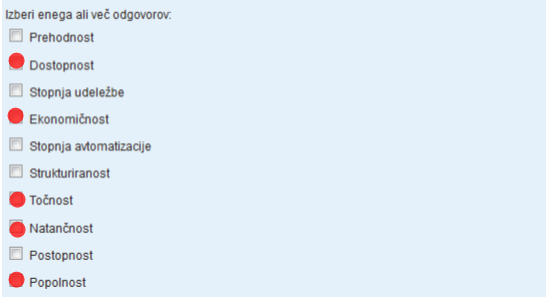 Izberi enega ali več odgovorov:
Prehodnost
Dostopnost
Stopnja udeležbe
Ekonomičnost
Stopnja avtomatizacije
Strukturiranost
Točnost
Natančnost
Postopnost
Popolnost